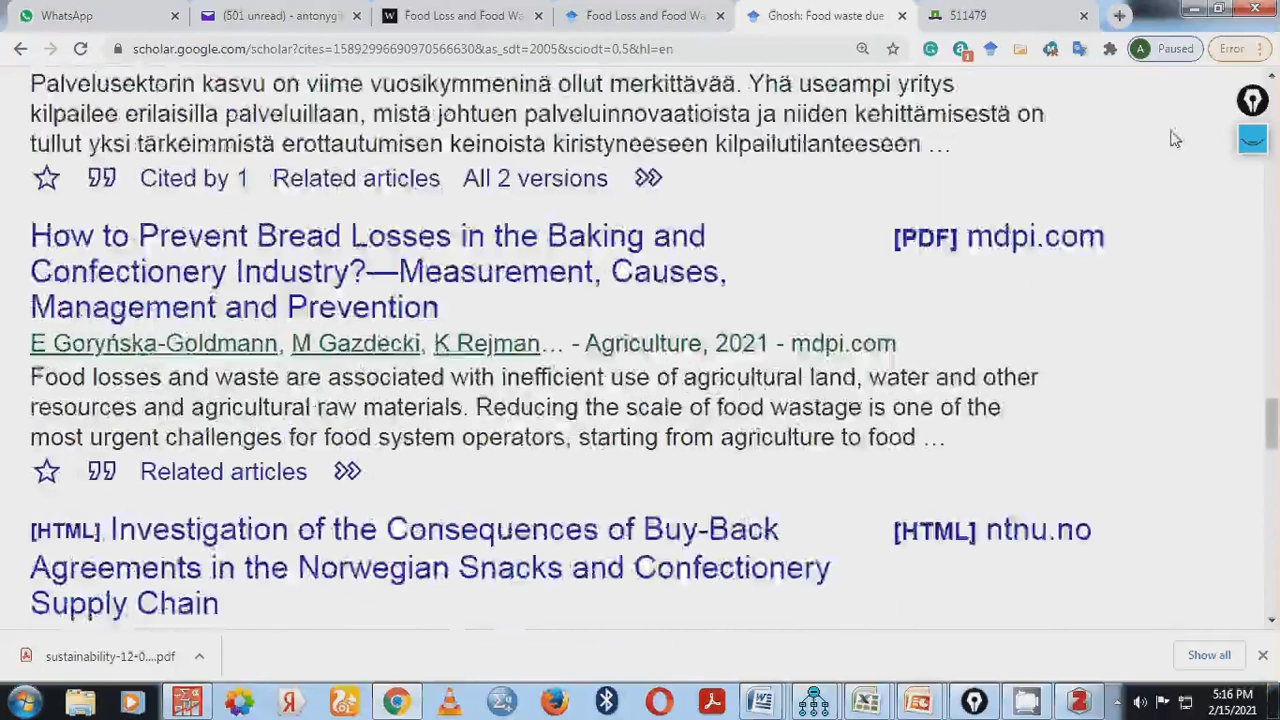 WhatsApp
(501 unread) - antonygit
Food Loss and Food Wa
Food Loss and Food Wa
Ghosh: Food waste due
511479
scholar.google.com/scholar?cites=15892996690970566630&as_sdt=2005&sciodt=0,5&hl=en
A Paused
Error
Palvelusektorin kasvu on viime vuosikymmeninä ollut merkittävää. Yhä useampi yritys
kilpailee erilaisilla palveluillaan, mistä johtuen palveluinnovaatioista ja niiden kehittämisestä on
tullut yksi tärkeimmistä erottautumisen keinoista kiristyneeseen kilpailutilanteeseen …
Cited by 1 Related articles All 2 versions
How to Prevent Bread Losses in the Baking and
Confectionery Industry?—Measurement, Causes,
Management and Prevention
[PDF] mdpi.com
E Goryńska-Goldmann, M Gazdecki, K Rejman… - Agriculture, 2021 - mdpi.com
Food losses and waste are associated with inefficient use of agricultural land, water and other
resources and agricultural raw materials. Reducing the scale of food wastage is one of the
most urgent challenges for food system operators, starting from agriculture to food …
Related articles
[HTML] Investigation of the Consequences of Buy-Back
Agreements in the Norwegian Snacks and Confectionery
Supply Chain
[HTML] ntnu.no
sustainability-12-0....pdf
Show all
5:16 PM
2/15/2021